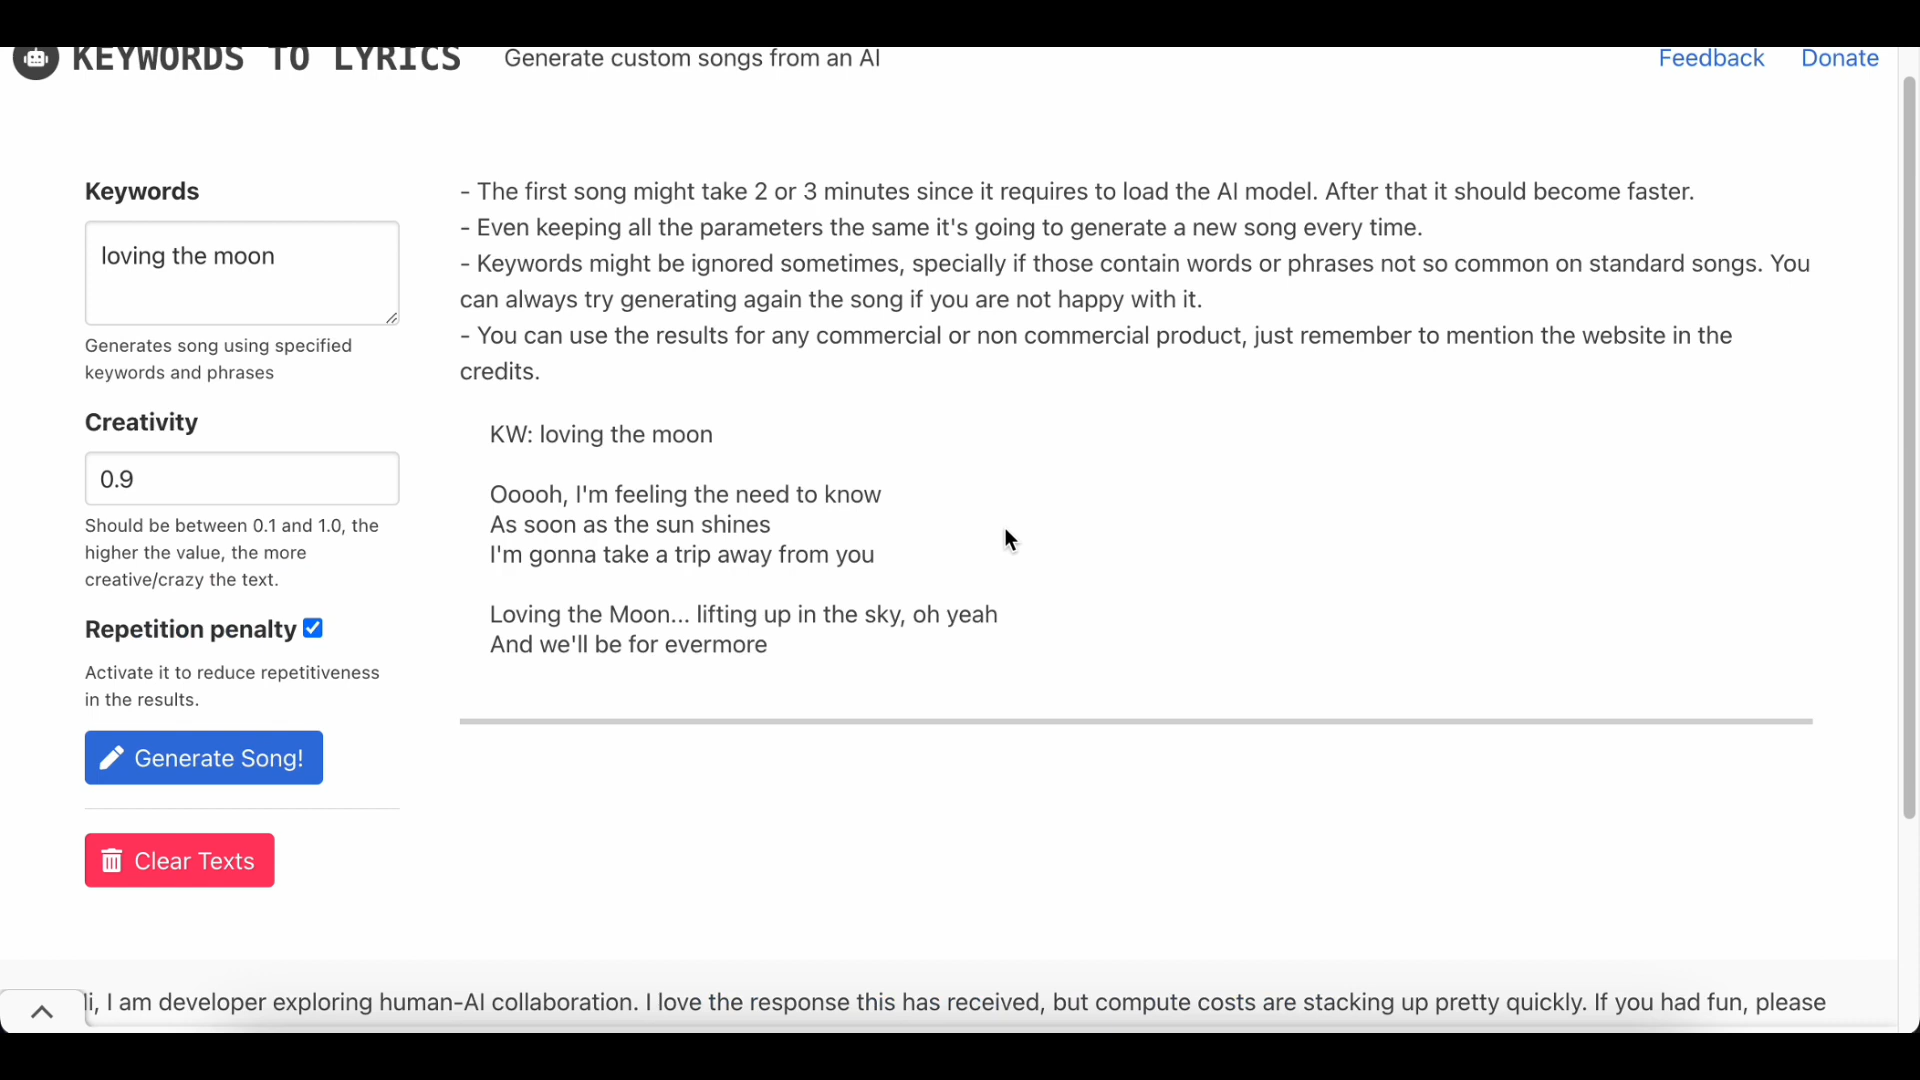 KEYWORDS TO LYRICS Generate custom songs from an AI Feedback Donate
Keywords
loving the moon
Generates song using specified
keywords and phrases
Creativity
0.9
Should be between 0.1 and 1.0, the
higher the value, the more
creative/crazy the text.
Repetition penalty
Activate it to reduce repetitiveness
in the results.
Generate Song!
Clear Texts
- The first song might take 2 or 3 minutes since it requires to load the AI model. After that it should become faster.
- Even keeping all the parameters the same it's going to generate a new song every time.
- Keywords might be ignored sometimes, specially if those contain words or phrases not so common on standard songs. You
can always try generating again the song if you are not happy with it.
- You can use the results for any commercial or non commercial product, just remember to mention the website in the
credits.
KW: loving the moon
Ooooh, I'm feeling the need to know
As soon as the sun shines
I'm gonna take a trip away from you
Loving the Moon... lifting up in the sky, oh yeah
And we'll be for evermore
I am developer exploring human-AI collaboration. I love the response this has received, but compute costs are stacking up pretty quickly. If you had fun, please